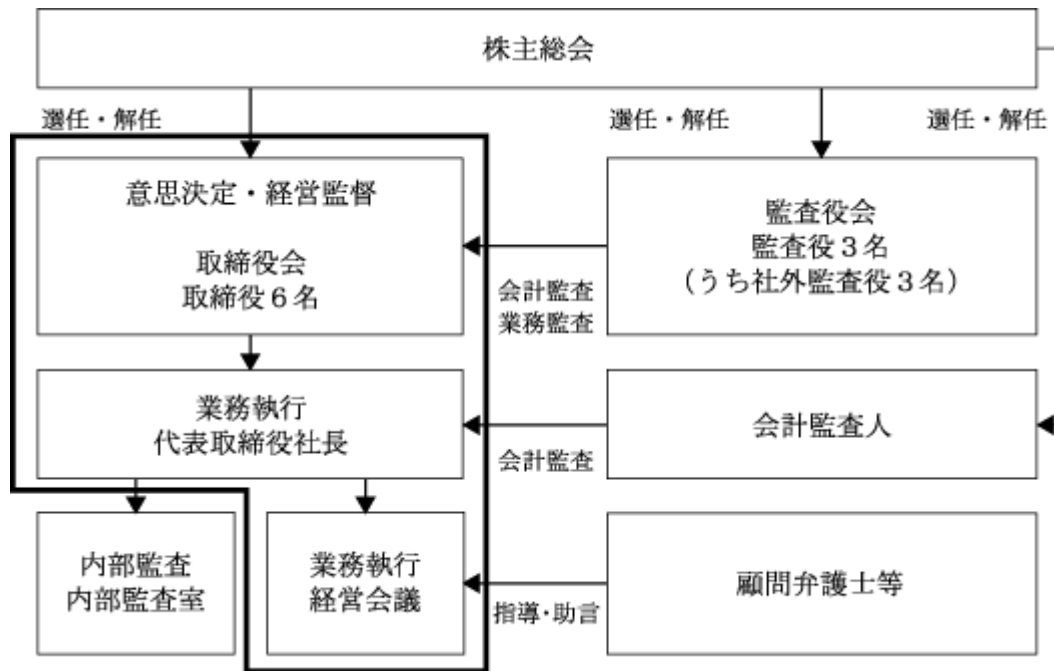 株主総会
選任・解任
選任・解任
選任・解任
意思決定・経営監督
取締役会
取締役６名
監査役会
監査役３名
（うち社外監査役３名）
会計監査
業務監査
業務執行
代表取締役社長
会計監査人
会計監査
内部監査
内部監査室
業務執行
経営会議
顧問弁護士等
指導・助言